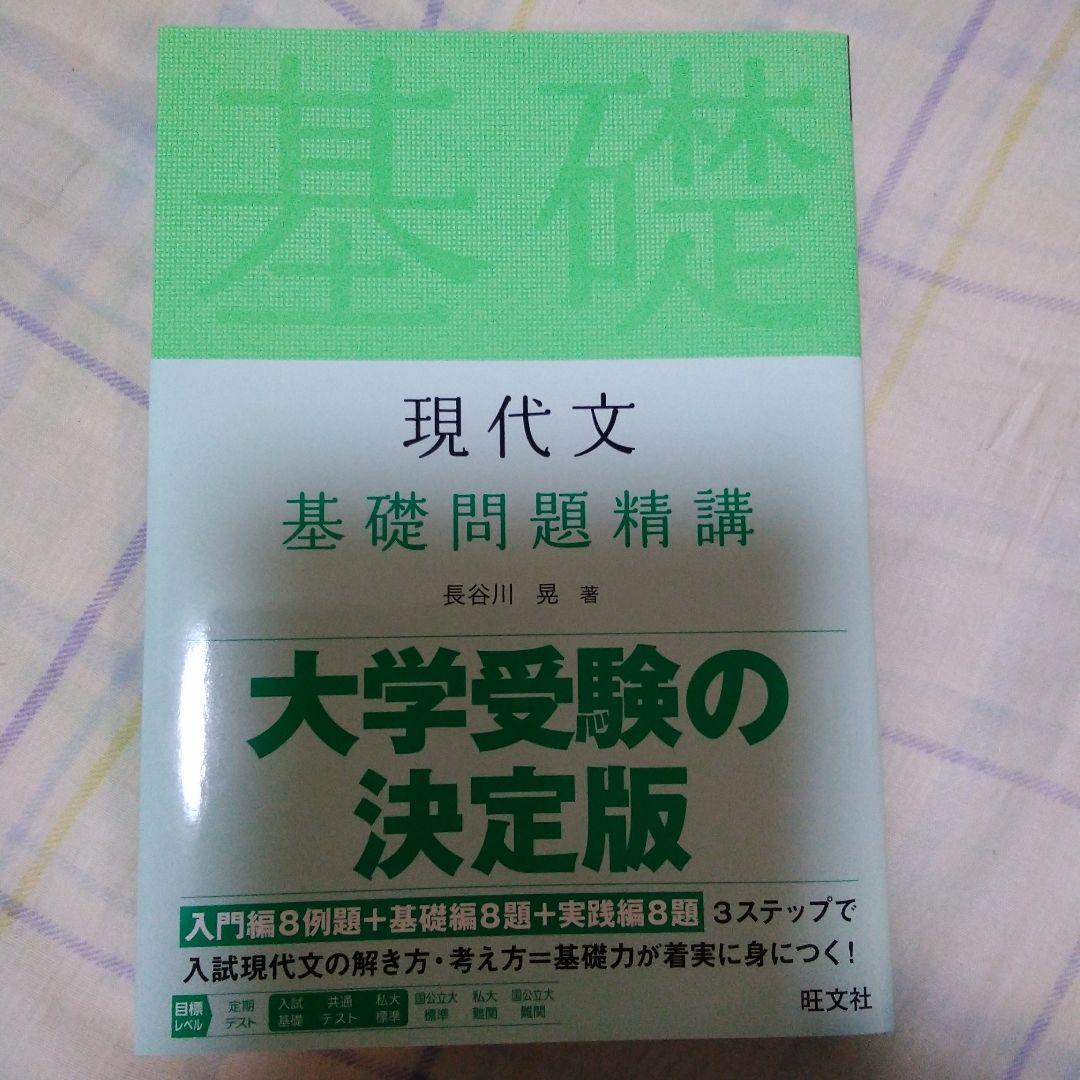 基礎
現代文
基礎問題精講
長谷川 晃 著
大学受験の
決定版
入門編8例題+基礎編8題+実践編8題 3ステップで
入試現代文の解き方・考え方=基礎力が着実に身につく!
目標レベル 定期テスト 入試基礎 共通テスト 私大標準 国公立大標準 私大難関 国公立大難関
旺文社